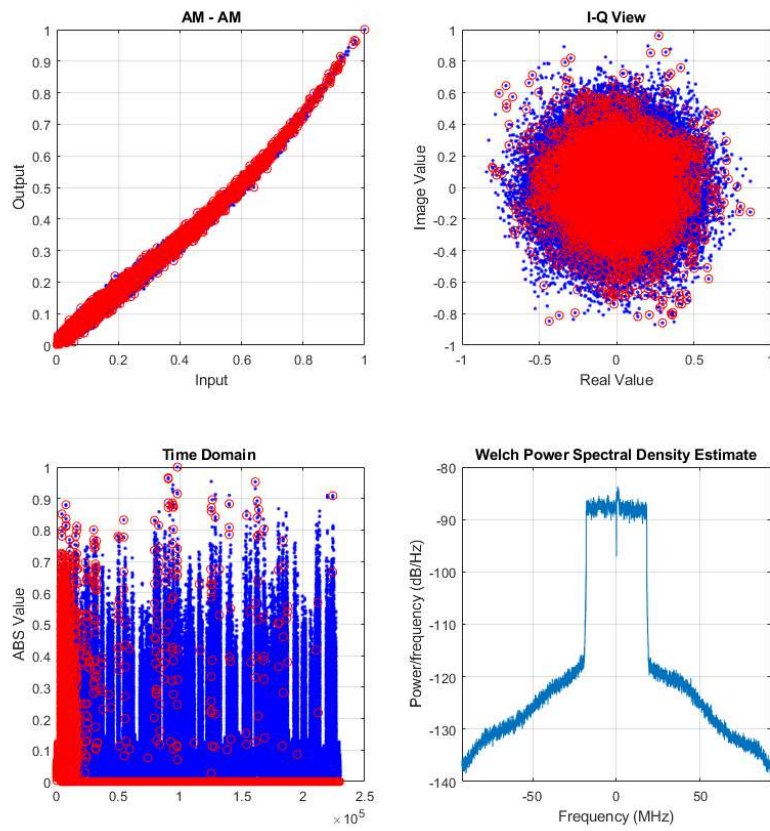 AM - AM
1
0.9
0.8
0.7
0.6
0.5
0.4
0.3
0.2
0.1
0
Output
0 0.2 0.4 0.6 0.8 1
Input
I-Q View
1
0.8
0.6
0.4
0.2
0
-0.2
-0.4
-0.6
-0.8
-1
Image Value
-1 -0.5 0 0.5 1
Real Value
Time Domain
1
0.9
0.8
0.7
0.6
0.5
0.4
0.3
0.2
0.1
0
ABS Value
0 0.5 1 1.5 2 2.5
×10^5
Welch Power Spectral Density Estimate
-80
-90
-100
-110
-120
-130
-140
Power/frequency (dB/Hz)
-50 0 50
Frequency (MHz)